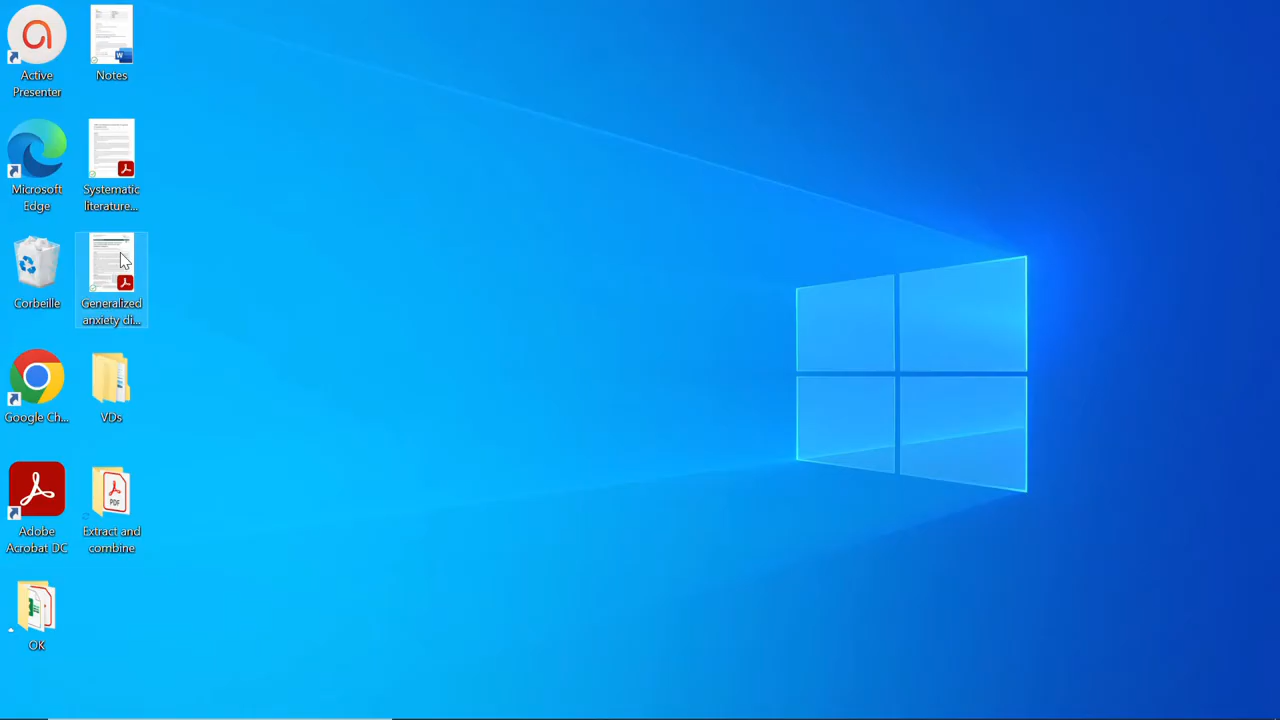 Active
Presenter
Notes
Microsoft
Edge
Systematic
literature...
Corbeille
Generalized
anxiety di...
Google Ch...
VDs
Adobe
Acrobat DC
PDF
Extract and
combine
OK